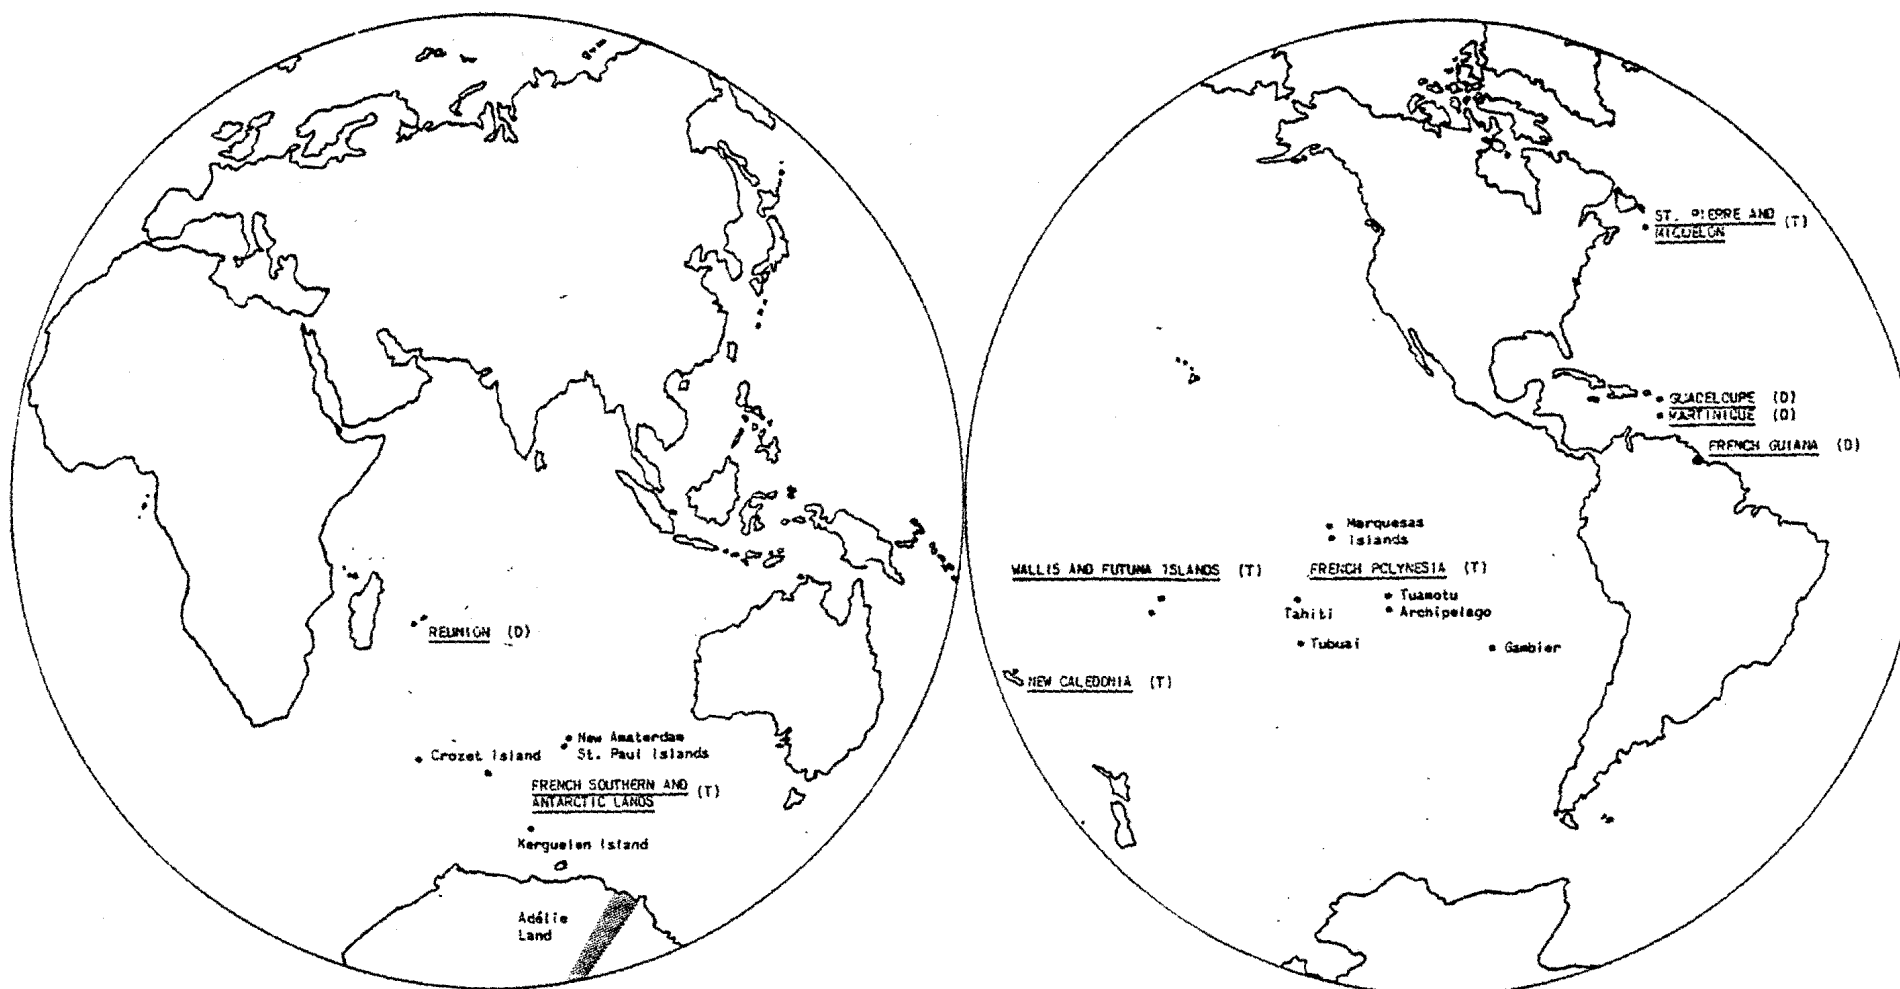 REUNION (D)
Crozet Island
New Amsterdam
St. Paul Islands
FRENCH SOUTHERN AND
ANTARCTIC LANDS (T)
Kerguelen Island
Adélie
Land
ST. PIERRE AND (T)
MIQUELON
GUADELOUPE (D)
MARTINIQUE (D)
FRENCH GUIANA (D)
Marquesas
Islands
WALLIS AND FUTUNA ISLANDS (T)
FRENCH POLYNESIA (T)
Tahiti
Tuamotu
Archipelago
Tubuai
Gambier
NEW CALEDONIA (T)